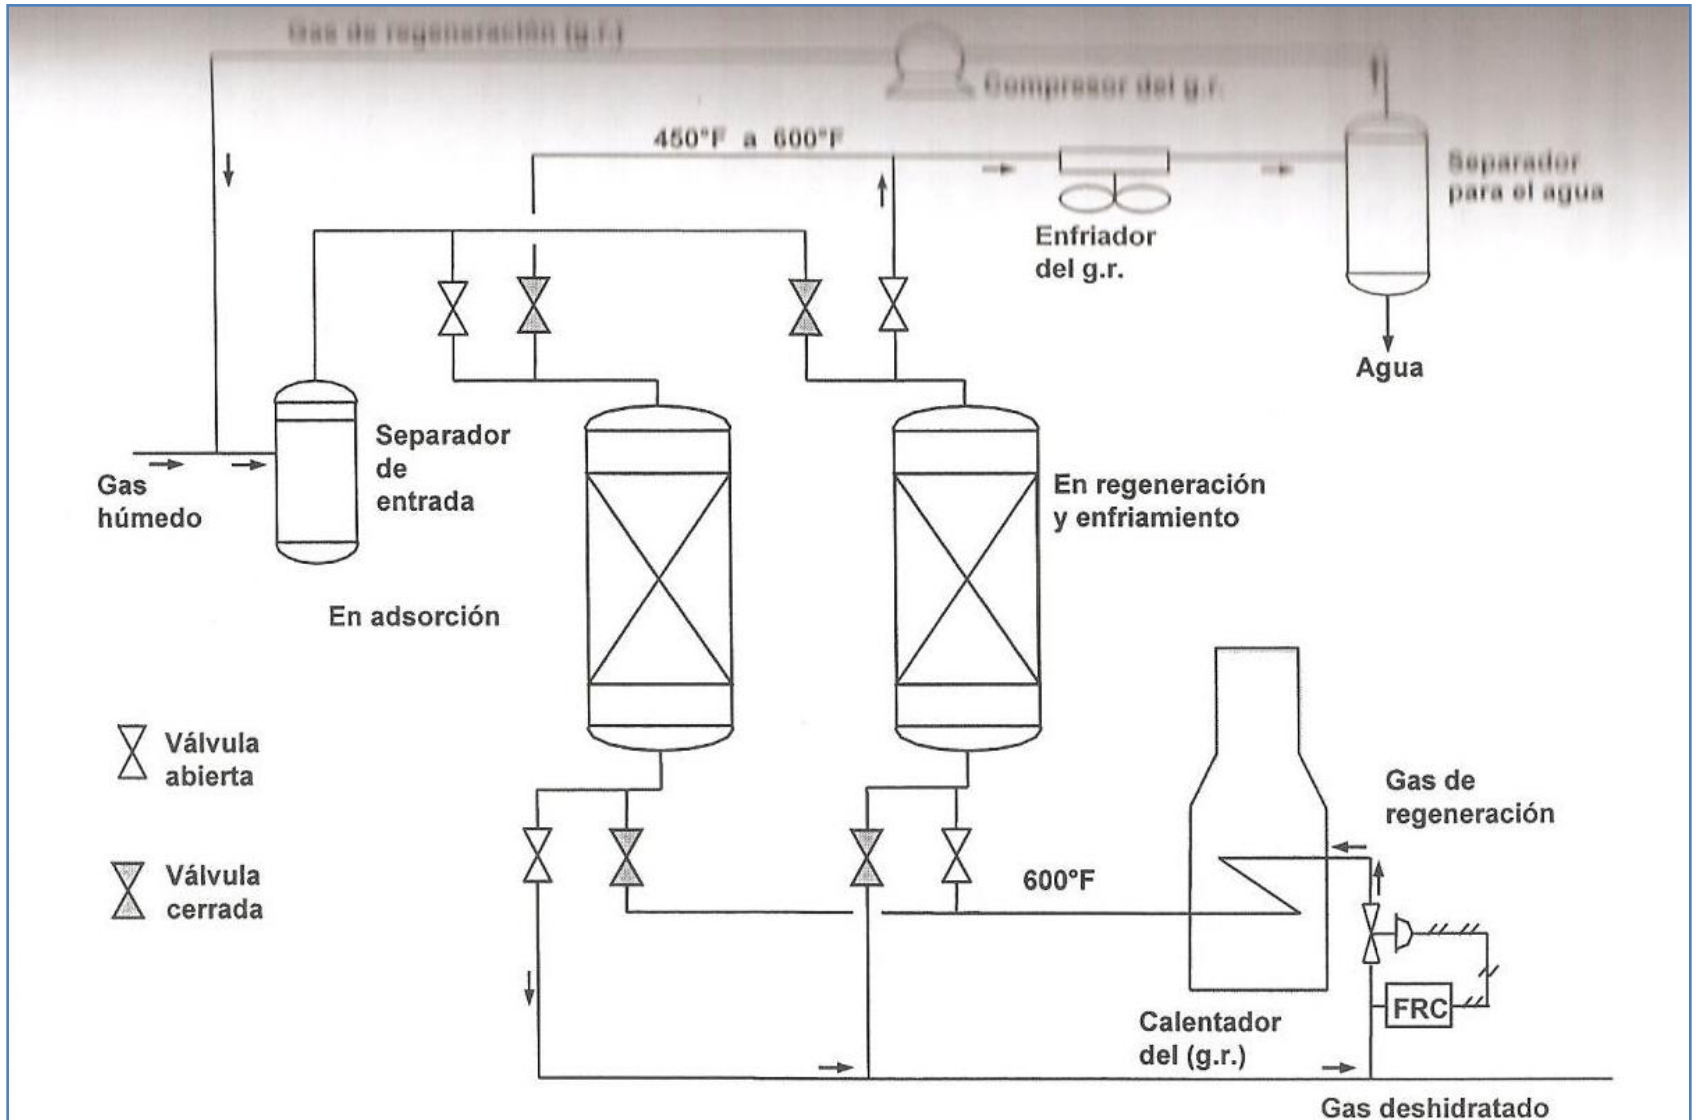 Gas de regeneración (g.r.)
Compresor del g.r.
450°F a 600°F
Separador
para el agua
Enfriador
del g.r.
Agua
Separador
de
entrada
Gas
húmedo
En regeneración
y enfriamiento
En adsorción
Válvula
abierta
Gas de
regeneración
Válvula
cerrada
600°F
FRC
Calentador
del (g.r.)
Gas deshidratado